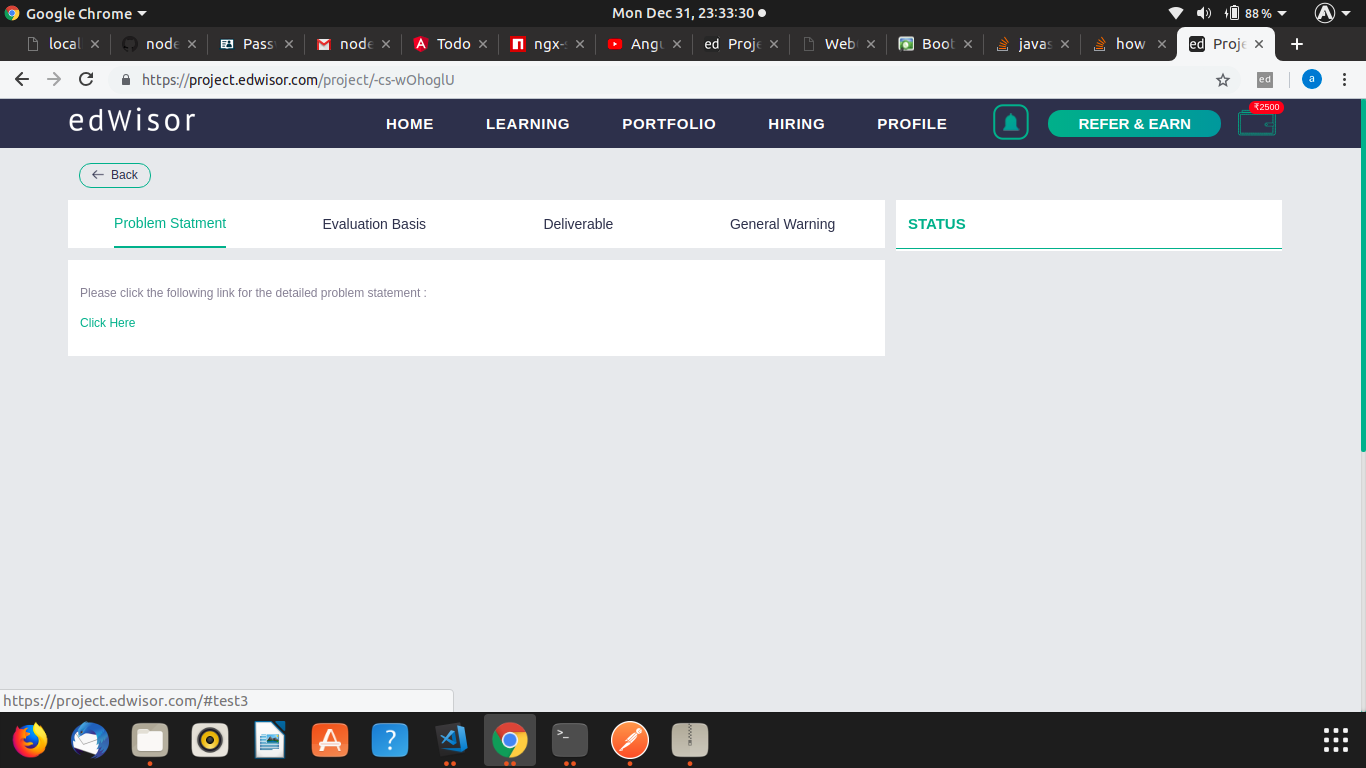 Google Chrome
Mon Dec 31, 23:33:30
88 %
local
node
Pass
node
Todo
ngx-
Angu
Proje
Web
Boot
javas
how
Proje
https://project.edwisor.com/project/-cs-wOhoglU
edWisor
HOME
LEARNING
PORTFOLIO
HIRING
PROFILE
REFER & EARN
₹2500
Back
Problem Statment
Evaluation Basis
Deliverable
General Warning
STATUS
Please click the following link for the detailed problem statement :
Click Here
https://project.edwisor.com/#test3